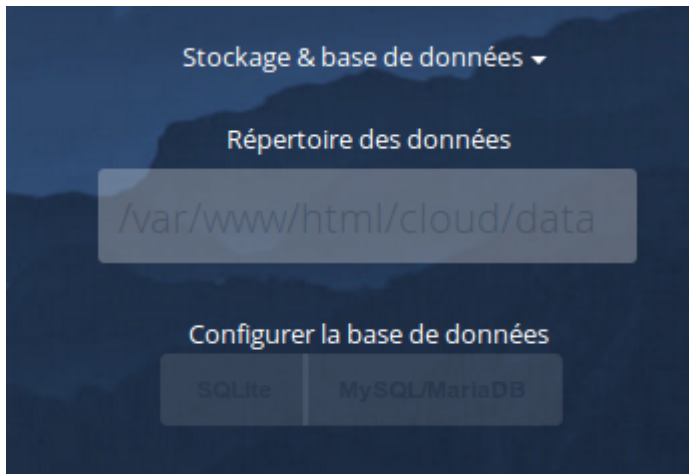 Stockage & base de données
Répertoire des données
/var/www/html/cloud/data
Configurer la base de données
SQLite MySQL/MariaDB